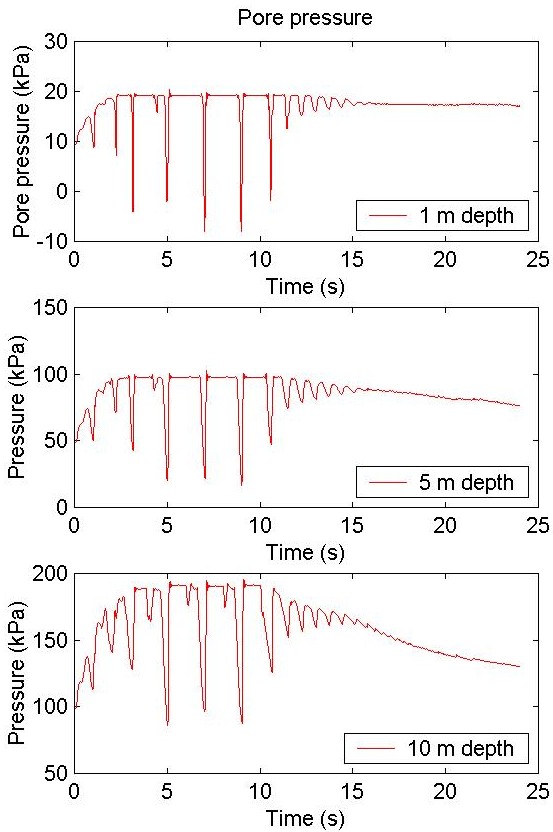 Pore pressure
Pore pressure (kPa)
30
20
10
0
-10
1 m depth
0 5 10 15 20 25
Time (s)
Pressure (kPa)
150
100
50
0
5 m depth
0 5 10 15 20 25
Time (s)
Pressure (kPa)
200
150
100
50
10 m depth
0 5 10 15 20 25
Time (s)